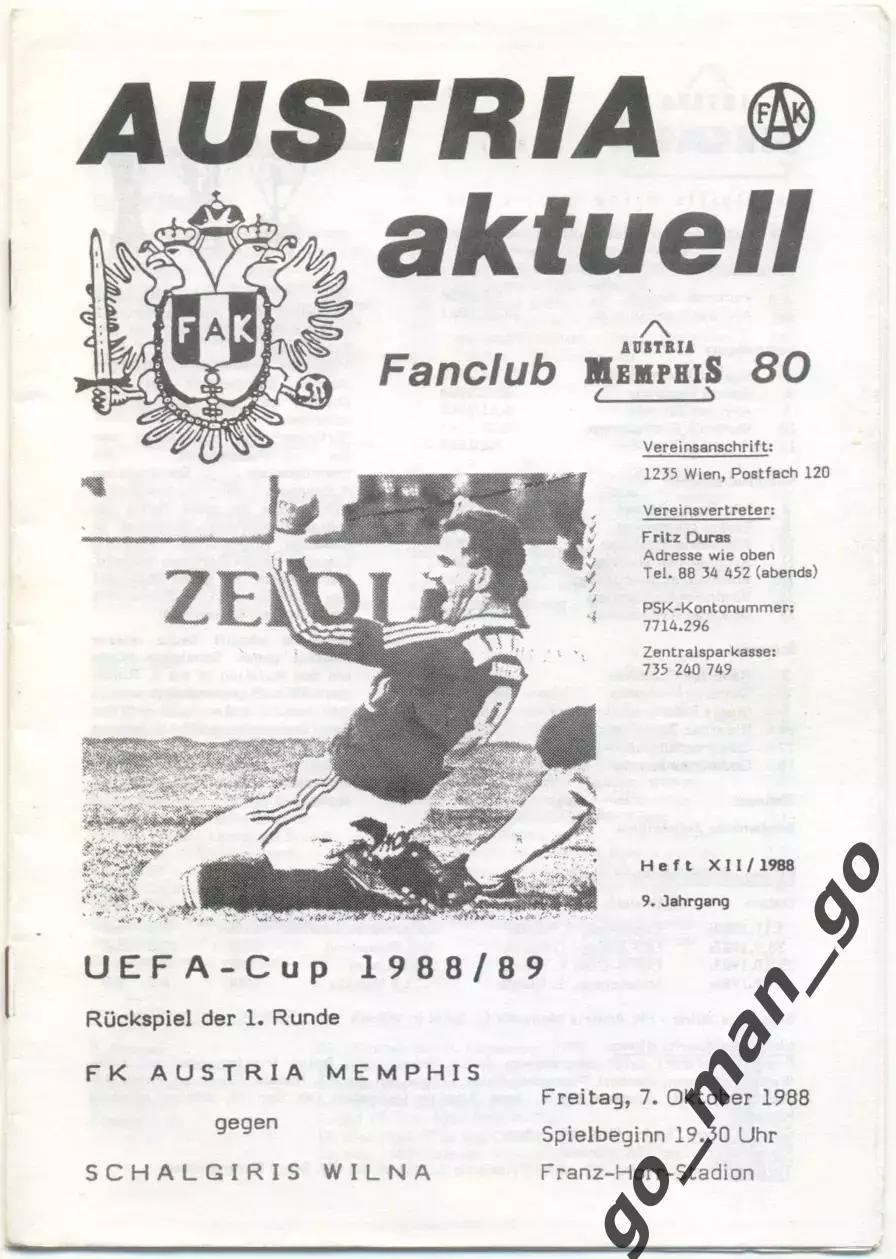 AUSTRIA
FAK
aktuell
FAK
Fanclub AUSTRIA MEMPHIS 80
Vereinsanschrift:
1235 Wien, Postfach 120
Vereinsvertreter:
Fritz Duras
Adresse wie oben
Tel. 88 34 452 (abends)
PSK-Kontonummer:
7714.296
Zentralsparkasse:
735 240 749
Heft XII/1988
9. Jahrgang
UEFA-Cup 1988/89
Rückspiel der 1. Runde
FK AUSTRIA MEMPHIS
gegen
SCHALGIRIS WILNA
Freitag, 7. Oktober 1988
Spielbeginn 19.30 Uhr
Franz-Horr-Stadion
go_man_go